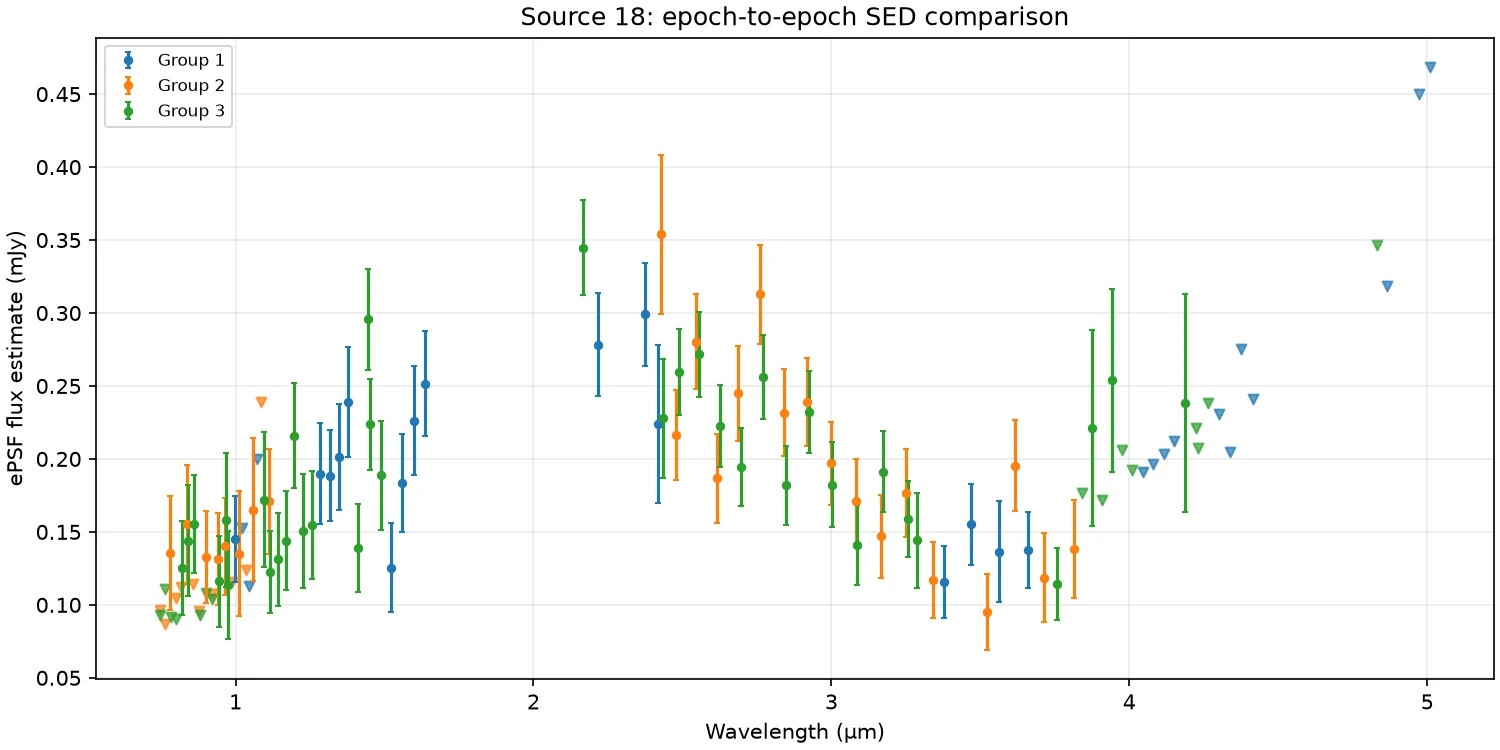 Source 18: epoch-to-epoch SED comparison
Group 1
Group 2
Group 3
ePSF flux estimate (mJy)
0.45
0.40
0.35
0.30
0.25
0.20
0.15
0.10
0.05
1 2 3 4 5
Wavelength (μm)